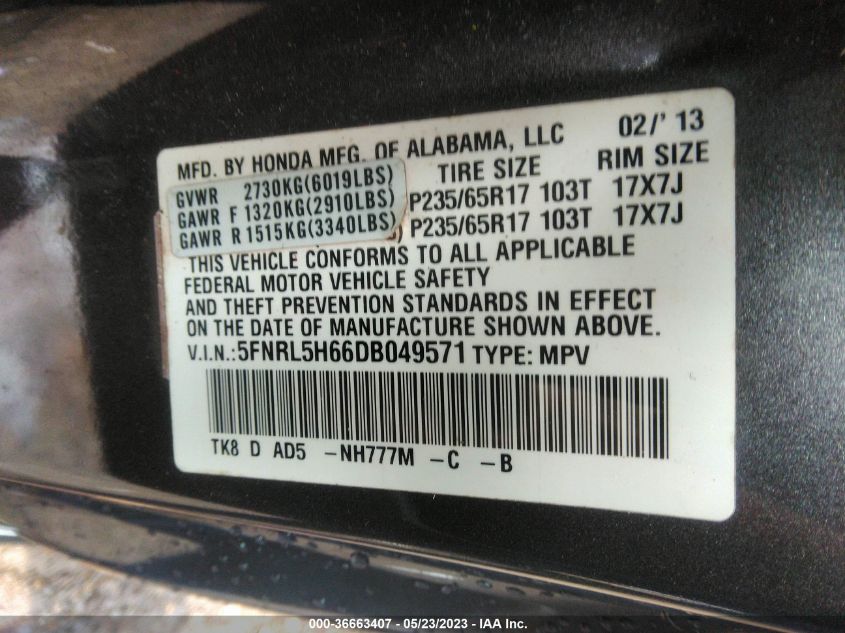 MFD. BY HONDA MFG. OF ALABAMA, LLC 02/' 13
TIRE SIZE RIM SIZE
GVWR 2730KG(6019LBS)
GAWR F 1320KG(2910LBS) P235/65R17 103T 17X7J
GAWR R 1515KG(3340LBS) P235/65R17 103T 17X7J
THIS VEHICLE CONFORMS TO ALL APPLICABLE
FEDERAL MOTOR VEHICLE SAFETY
AND THEFT PREVENTION STANDARDS IN EFFECT
ON THE DATE OF MANUFACTURE SHOWN ABOVE.
V.I.N.:5FNRL5H66DB049571 TYPE: MPV
TK8 D AD5 -NH777M -C -B
000-36663407 - 05/23/2023 - IAA Inc.